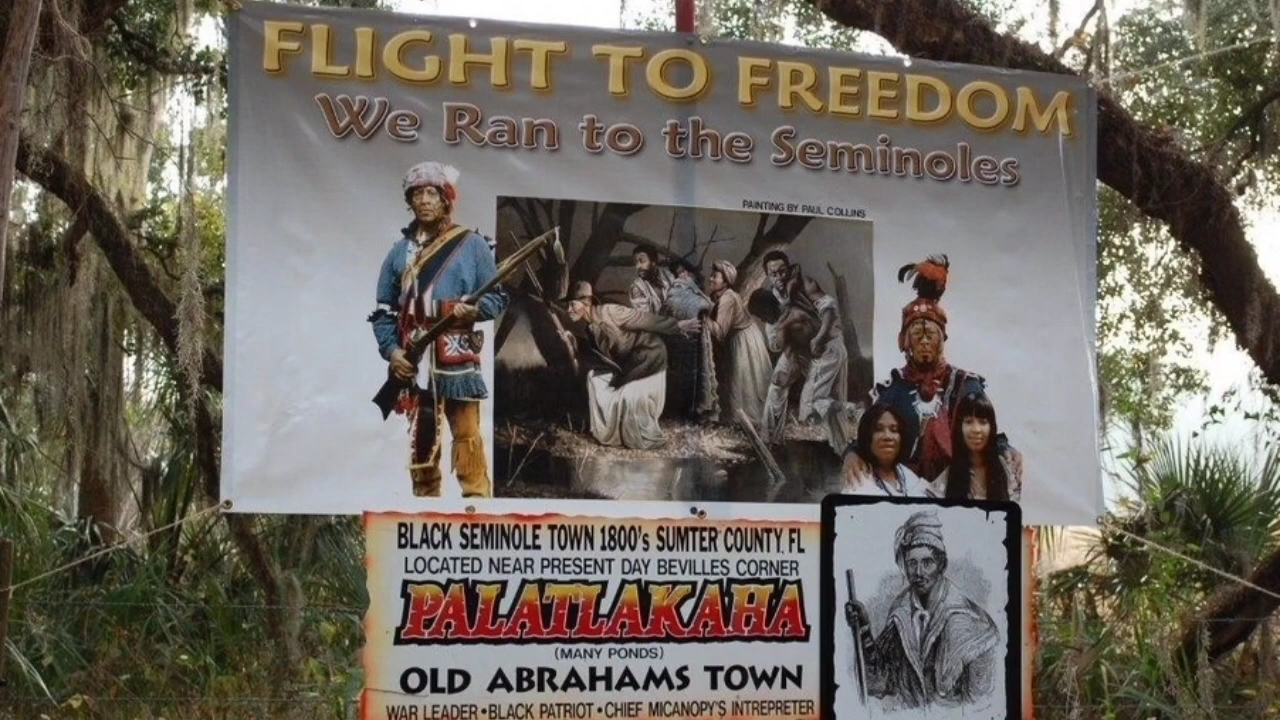 FLIGHT TO FREEDOM
We Ran to the Seminoles
PAINTING BY PAUL COLLINS
BLACK SEMINOLE TOWN 1800's SUMTER COUNTY, FL
LOCATED NEAR PRESENT DAY BEVILLES CORNER
PALATLAKAHA
(MANY PONDS)
OLD ABRAHAMS TOWN
WAR LEADER • BLACK PATRIOT • CHIEF MICANOPY'S INTREPRETER